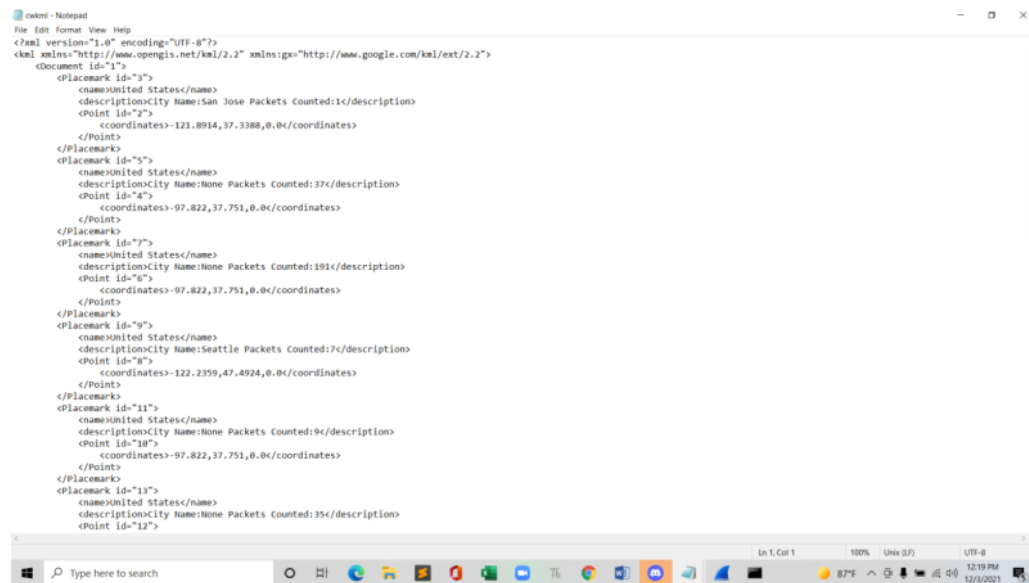 cwkml - Notepad
File Edit Format View Help
<?xml version="1.0" encoding="UTF-8"?>
<kml xmlns="http://www.opengis.net/kml/2.2" xmlns:gx="http://www.google.com/kml/ext/2.2">
<Document id="1">
<Placemark id="3">
<name>United States</name>
<description>City Name:San Jose Packets Counted:1</description>
<Point id="2">
<coordinates>-121.8914,37.3388,0.0</coordinates>
</Point>
</Placemark>
<Placemark id="5">
<name>United States</name>
<description>City Name:None Packets Counted:37</description>
<Point id="4">
<coordinates>-97.822,37.751,0.0</coordinates>
</Point>
</Placemark>
<Placemark id="7">
<name>United States</name>
<description>City Name:None Packets Counted:191</description>
<Point id="6">
<coordinates>-97.822,37.751,0.0</coordinates>
</Point>
</Placemark>
<Placemark id="9">
<name>United States</name>
<description>City Name:Seattle Packets Counted:7</description>
<Point id="8">
<coordinates>-122.2359,47.4924,0.0</coordinates>
</Point>
</Placemark>
<Placemark id="11">
<name>United States</name>
<description>City Name:None Packets Counted:9</description>
<Point id="10">
<coordinates>-97.822,37.751,0.0</coordinates>
</Point>
</Placemark>
<Placemark id="13">
<name>United States</name>
<description>City Name:None Packets Counted:35</description>
<Point id="12">
Ln 1, Col 1 100% Unix (LF) UTF-8
Type here to search
87°F
12:19 PM
12/3/2021